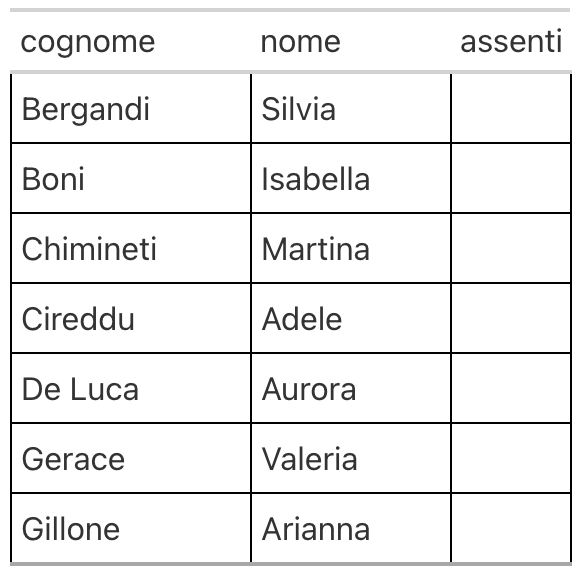 cognome nome assenti
Bergandi Silvia
Boni Isabella
Chimineti Martina
Cireddu Adele
De Luca Aurora
Gerace Valeria
Gillone Arianna